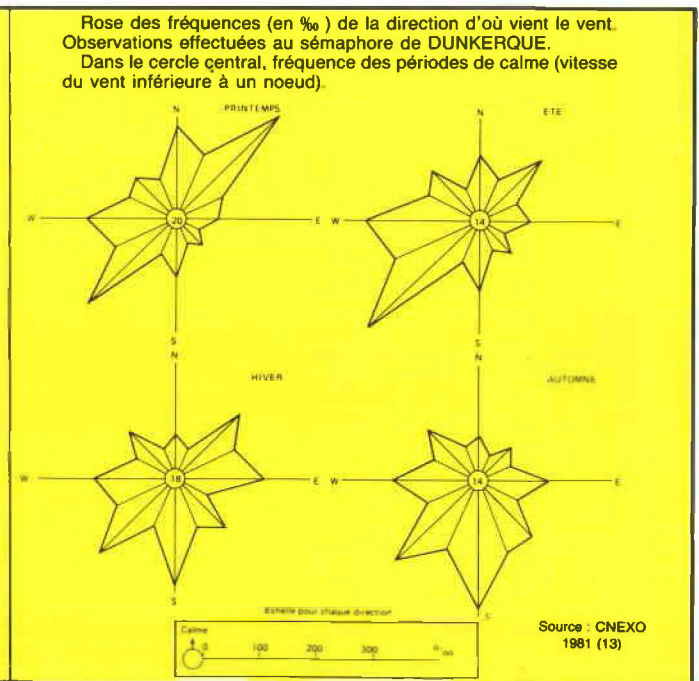 Rose des fréquences (en ‰ ) de la direction d'où vient le vent.
Observations effectuées au sémaphore de DUNKERQUE.
Dans le cercle central, fréquence des périodes de calme (vitesse
du vent inférieure à un noeud).
N PRINTEMPS
W 20 E
S
N ETE
W 14 E
S
N
HIVER
W 18 E
S
N
AUTOMNE
W 14 E
S
Echelle pour chaque direction
Calme
0 100 200 300
Source : CNEXO
1981 (13)